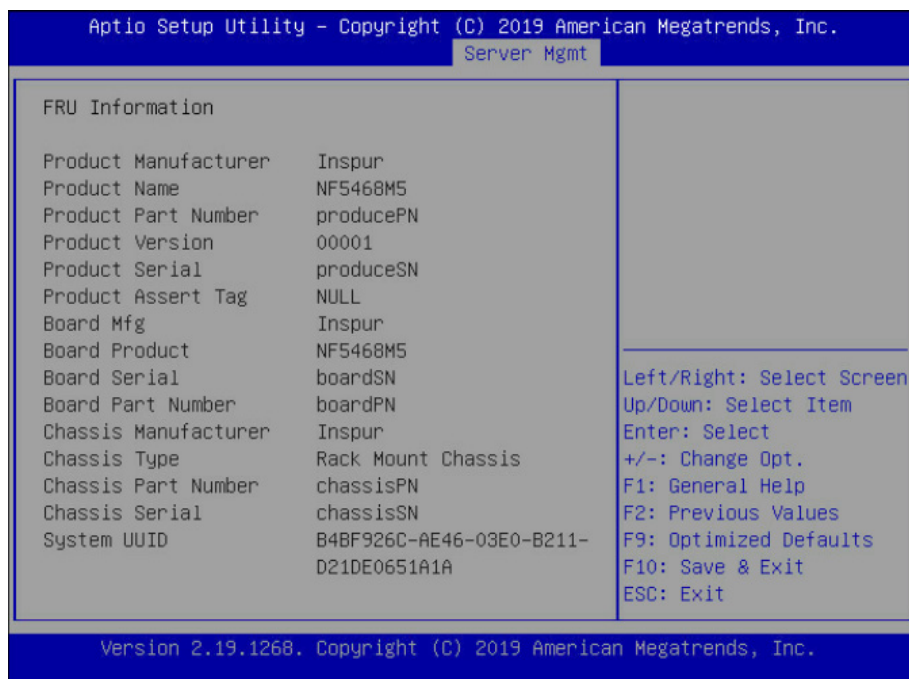 Aptio Setup Utility – Copyright (C) 2019 American Megatrends, Inc.
Server Mgmt
FRU Information
Product Manufacturer Inspur
Product Name NF5468M5
Product Part Number producePN
Product Version 00001
Product Serial produceSN
Product Assert Tag NULL
Board Mfg Inspur
Board Product NF5468M5
Board Serial boardSN
Board Part Number boardPN
Chassis Manufacturer Inspur
Chassis Type Rack Mount Chassis
Chassis Part Number chassisPN
Chassis Serial chassisSN
System UUID B4BF926C-AE46-03E0-B211-
D21DE0651A1A
Left/Right: Select Screen
Up/Down: Select Item
Enter: Select
+/-: Change Opt.
F1: General Help
F2: Previous Values
F9: Optimized Defaults
F10: Save & Exit
ESC: Exit
Version 2.19.1268. Copyright (C) 2019 American Megatrends, Inc.